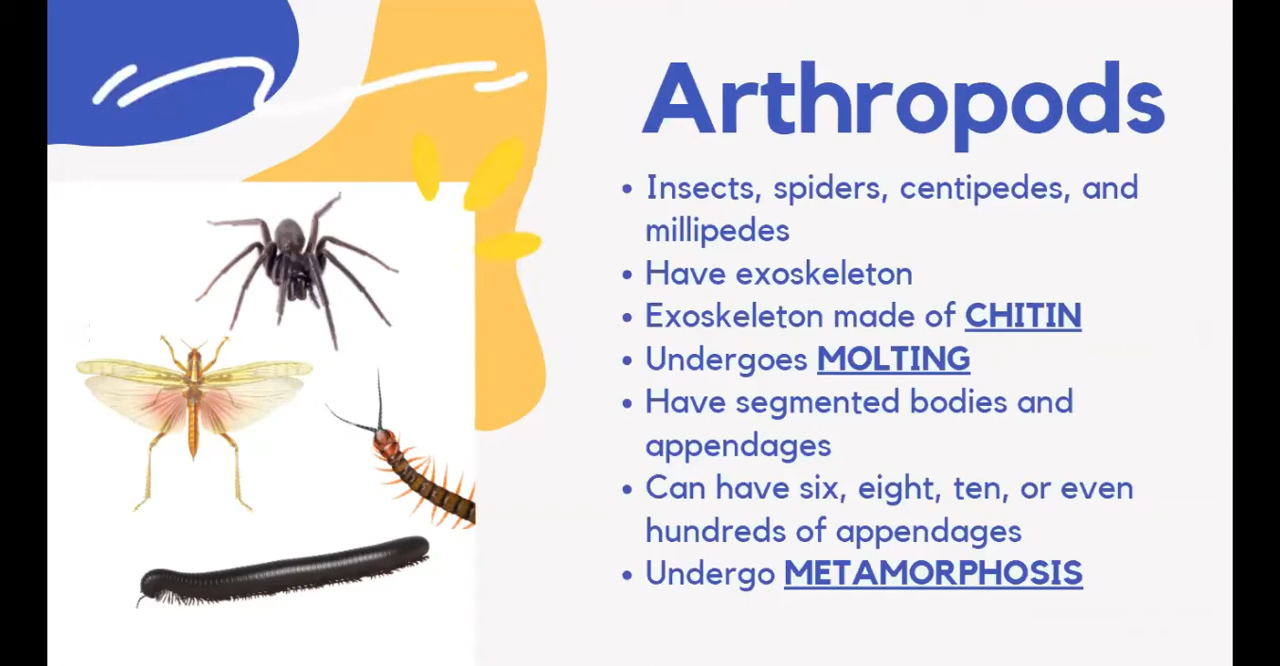 Arthropods
• Insects, spiders, centipedes, and
millipedes
• Have exoskeleton
• Exoskeleton made of CHITIN
• Undergoes MOLTING
• Have segmented bodies and
appendages
• Can have six, eight, ten, or even
hundreds of appendages
• Undergo METAMORPHOSIS